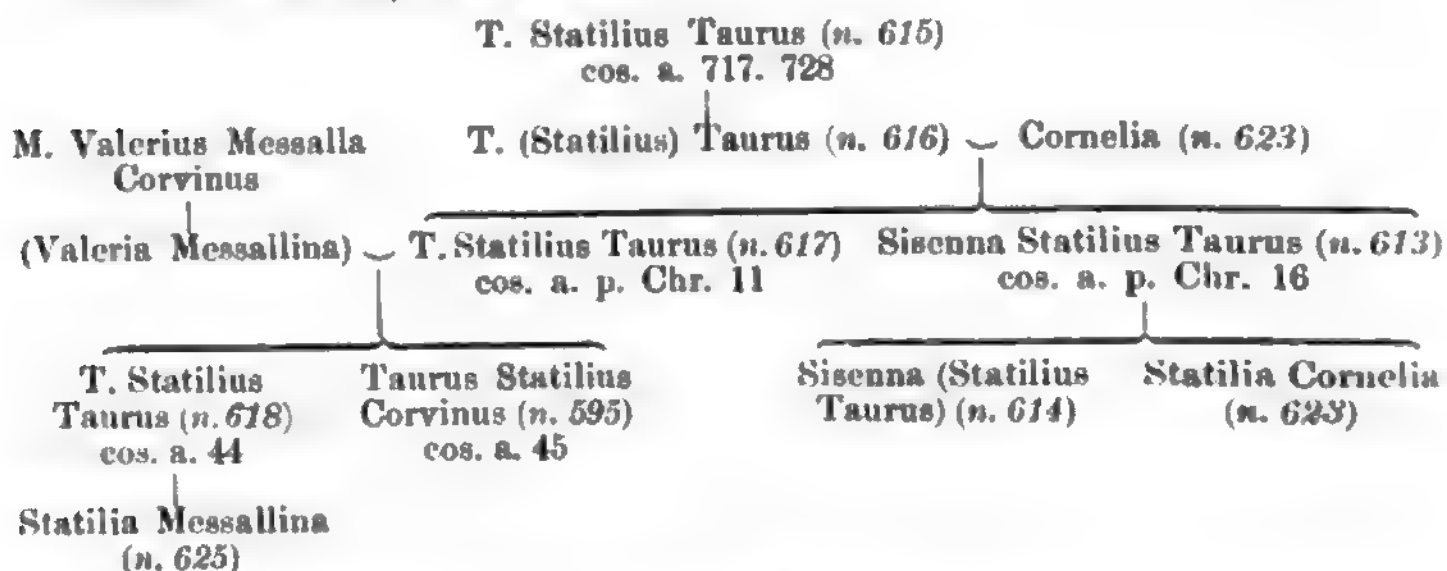 T. Statilius Taurus (n. 615)
cos. a. 717. 728
M. Valerius Messalla
Corvinus
T. (Statilius) Taurus (n. 616) Cornelia (n. 623)
(Valeria Messallina) T. Statilius Taurus (n. 617) Sisenna Statilius Taurus (n. 613)
cos. a. p. Chr. 11 cos. a. p. Chr. 16
T. Statilius Taurus Statilius Sisenna (Statilius Statilia Cornelia
Taurus (n. 618) Corvinus (n. 595) Taurus) (n. 614) (n. 623)
cos. a. 44 cos. a. 45
Statilia Messallina
(n. 625)